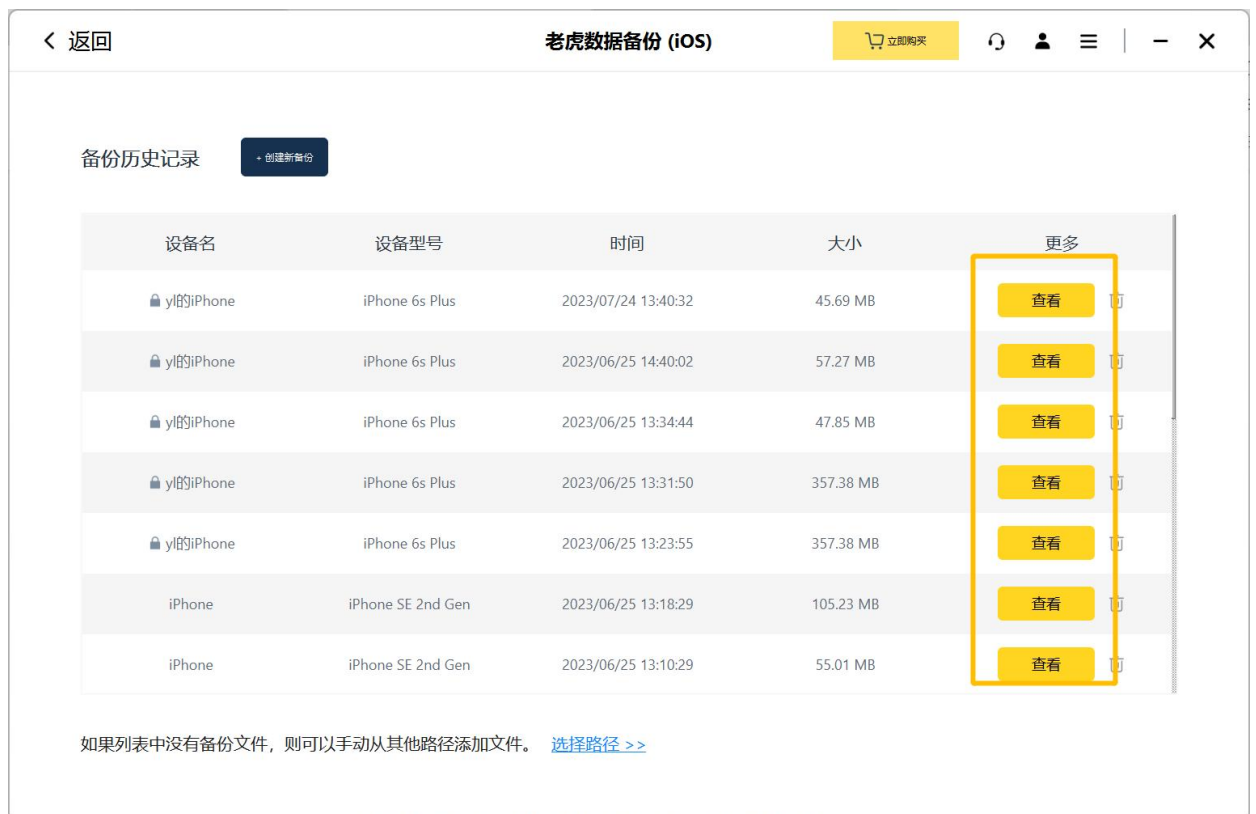 返回 老虎数据备份 (iOS) 立即购买
备份历史记录 + 创建新备份
设备名 设备型号 时间 大小 更多
yl的iPhone iPhone 6s Plus 2023/07/24 13:40:32 45.69 MB 查看
yl的iPhone iPhone 6s Plus 2023/06/25 14:40:02 57.27 MB 查看
yl的iPhone iPhone 6s Plus 2023/06/25 13:34:44 47.85 MB 查看
yl的iPhone iPhone 6s Plus 2023/06/25 13:31:50 357.38 MB 查看
yl的iPhone iPhone 6s Plus 2023/06/25 13:23:55 357.38 MB 查看
iPhone iPhone SE 2nd Gen 2023/06/25 13:18:29 105.23 MB 查看
iPhone iPhone SE 2nd Gen 2023/06/25 13:10:29 55.01 MB 查看
如果列表中没有备份文件，则可以手动从其他路径添加文件。 选择路径 >>